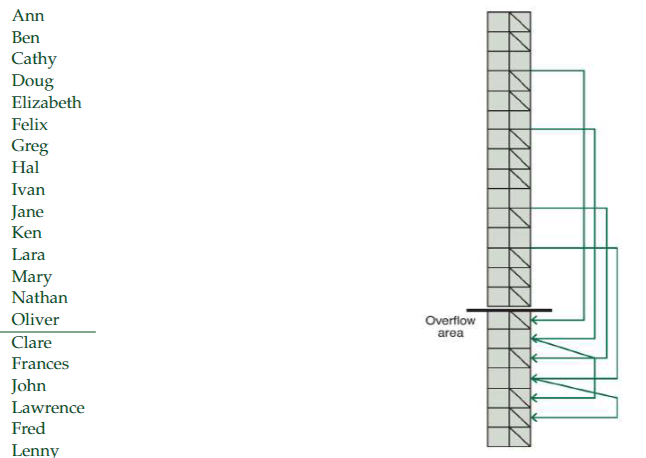 Ann
Ben
Cathy
Doug
Elizabeth
Felix
Greg
Hal
Ivan
Jane
Ken
Lara
Mary
Nathan
Oliver
Clare
Frances
John
Lawrence
Fred
Lenny
Overflow
area